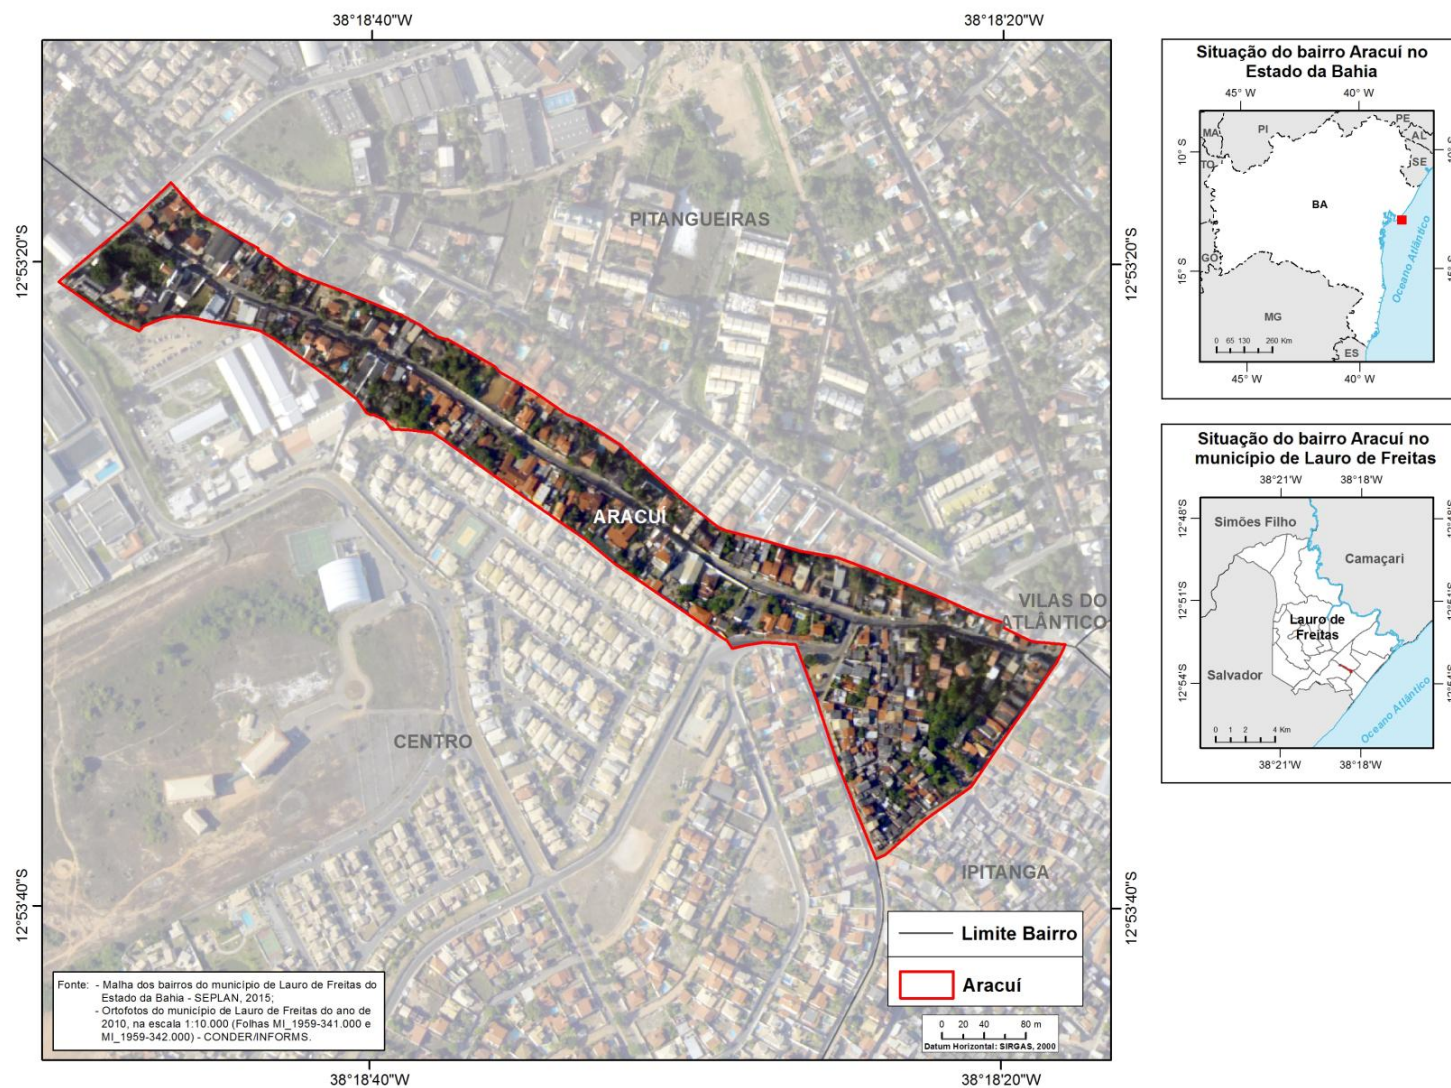 38°18'40"W
38°18'20"W
12°53'20"S
12°53'20"S
PITANGUEIRAS
ARACUÍ
VILAS DO
ATLÂNTICO
CENTRO
IPITANGA
12°53'40"S
12°53'40"S
Limite Bairro
Aracuí
Fonte: - Malha dos bairros do município de Lauro de Freitas do
Estado da Bahia - SEPLAN, 2015;
- Ortofotos do município de Lauro de Freitas do ano de
2010, na escala 1:10.000 (Folhas MI_1959-341.000 e
MI_1959-342.000) - CONDER/INFORMS.
0 20 40 80 m
Datum Horizontal: SIRGAS, 2000
38°18'40"W
38°18'20"W
Situação do bairro Aracuí no
Estado da Bahia
45° W
40° W
MA
PI
PE
AL
TO
SE
10° S
BA
GO
15° S
Oceano Atlântico
MG
ES
0 65 130 260 Km
45° W
40° W
Situação do bairro Aracuí no
município de Lauro de Freitas
38°21'W
38°18'W
12°48'S
Simões Filho
Camaçari
12°51'S
Lauro de
Freitas
Salvador
12°54'S
Oceano Atlântico
0 1 2 4 Km
38°21'W
38°18'W